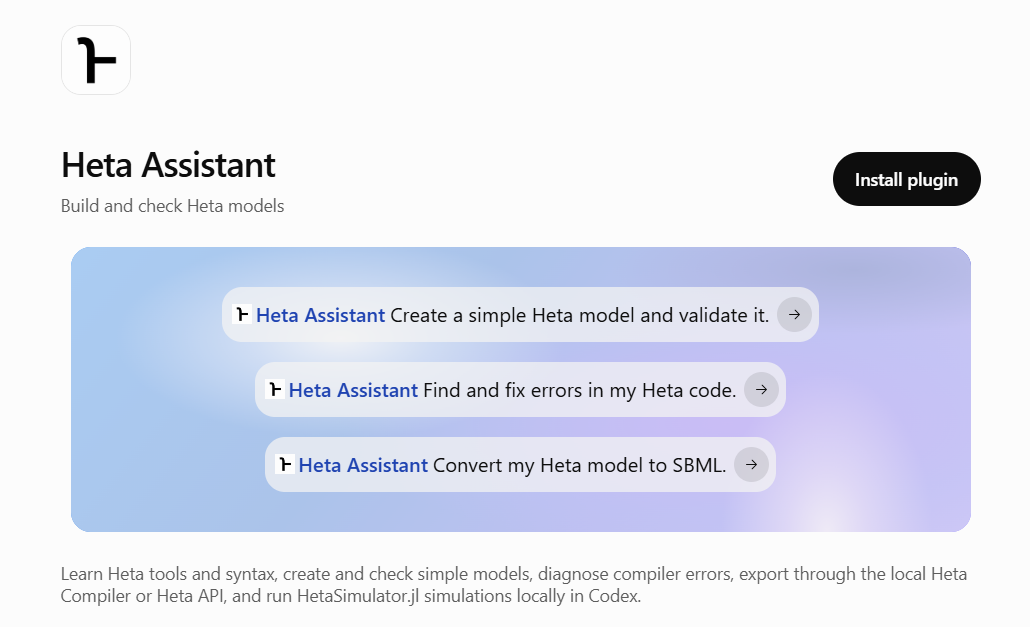 Heta Assistant
Install plugin
Build and check Heta models
Heta Assistant Create a simple Heta model and validate it.
Heta Assistant Find and fix errors in my Heta code.
Heta Assistant Convert my Heta model to SBML.
Learn Heta tools and syntax, create and check simple models, diagnose compiler errors, export through the local Heta
Compiler or Heta API, and run HetaSimulator.jl simulations locally in Codex.